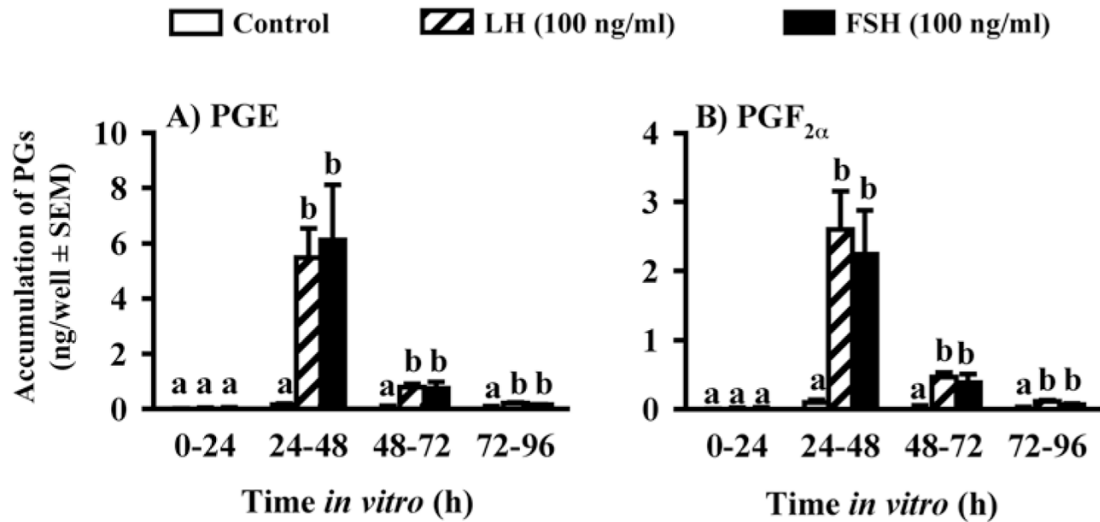 Control LH (100 ng/ml) FSH (100 ng/ml)
Accumulation of PGs
(ng/well ± SEM)
A) PGE
10
8
6
4
2
0
a a a
a b b
a b b
a b b
0-24 24-48 48-72 72-96
Time in vitro (h)
B) PGF2α
4
3
2
1
0
a a a
a b b
a b b
a b b
0-24 24-48 48-72 72-96
Time in vitro (h)